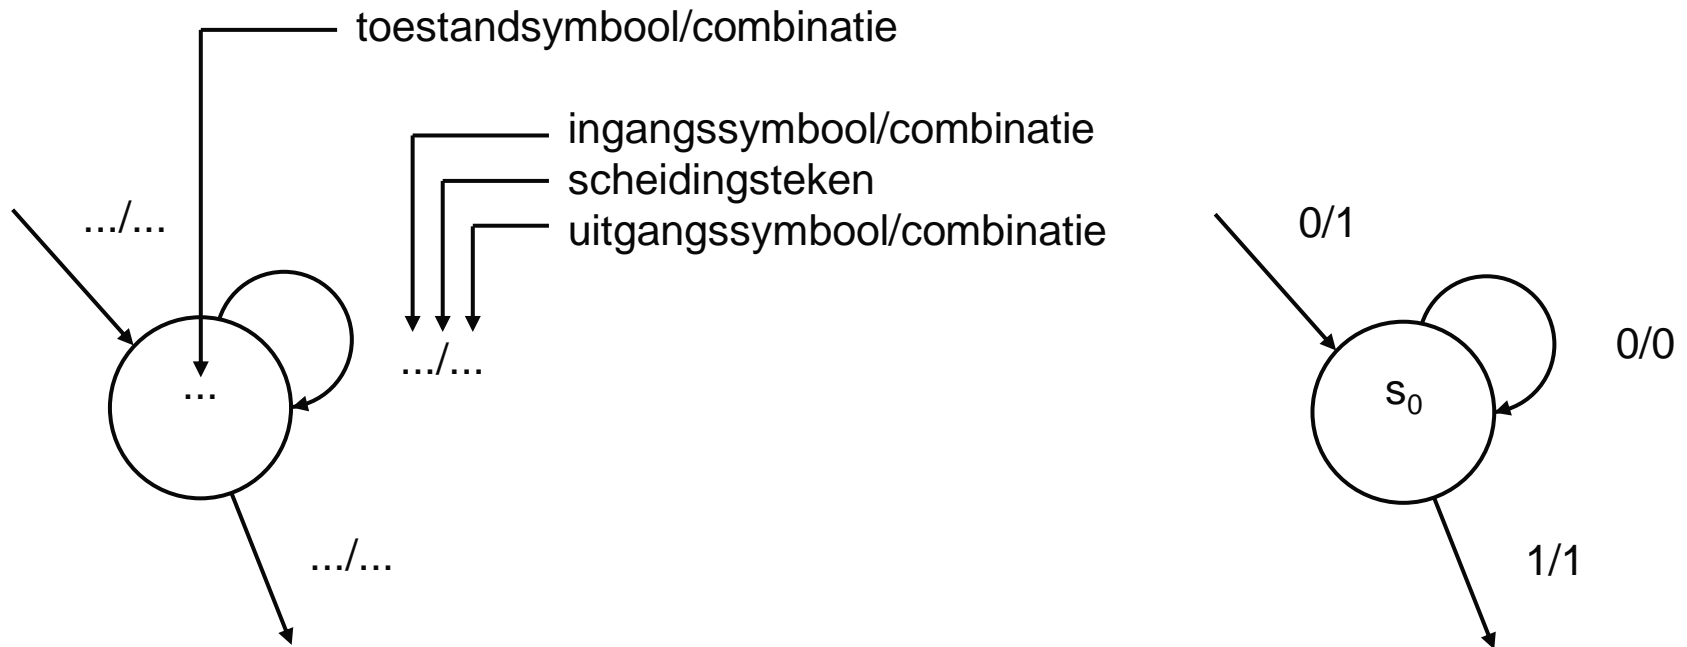 toestandsymbool/combinatie
ingangssymbool/combinatie
scheidingsteken
uitgangssymbool/combinatie
.../...
.../...
...
.../...
0/1
0/0
s₀
1/1